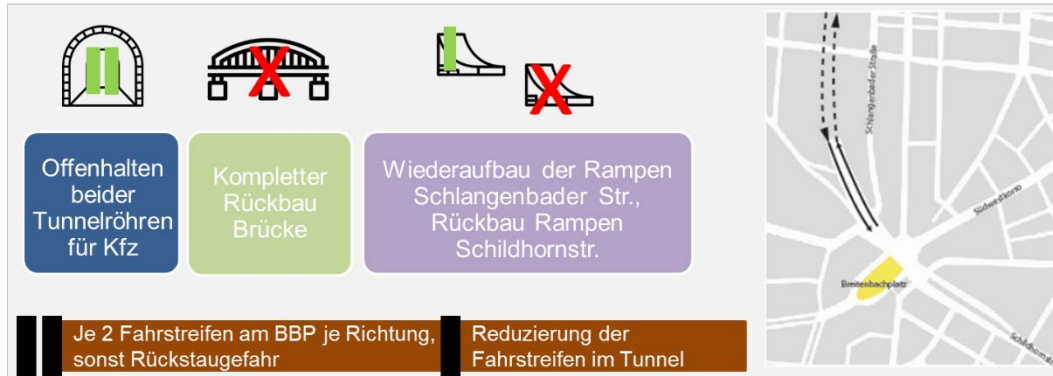 Offenhalten
beider
Tunnelröhren
für Kfz
Kompletter
Rückbau
Brücke
Wiederaufbau der Rampen
Schlangenbader Str.,
Rückbau Rampen
Schildhornstr.
Je 2 Fahrstreifen am BBP je Richtung,
sonst Rückstaugefahr
Reduzierung der
Fahrstreifen im Tunnel
Schlangenbader Straße
Südwestkorso
Breitenbachplatz
Schildhornstr